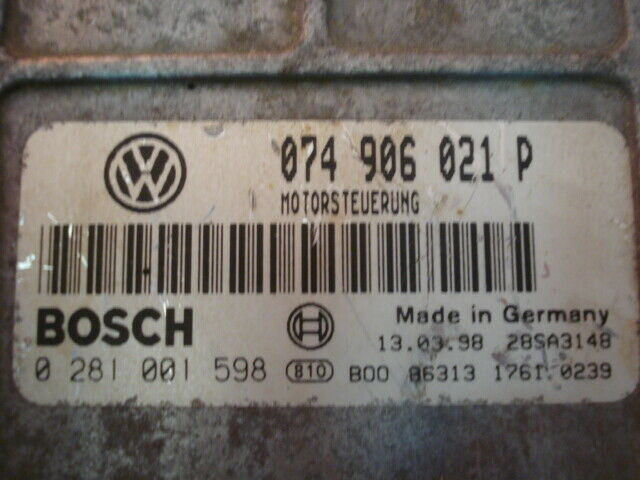 074 906 021 P
MOTORSTEUERUNG
BOSCH
Made in Germany
13.03.98 28SA3148
0 281 001 598 810 B00 86313 1761 0239